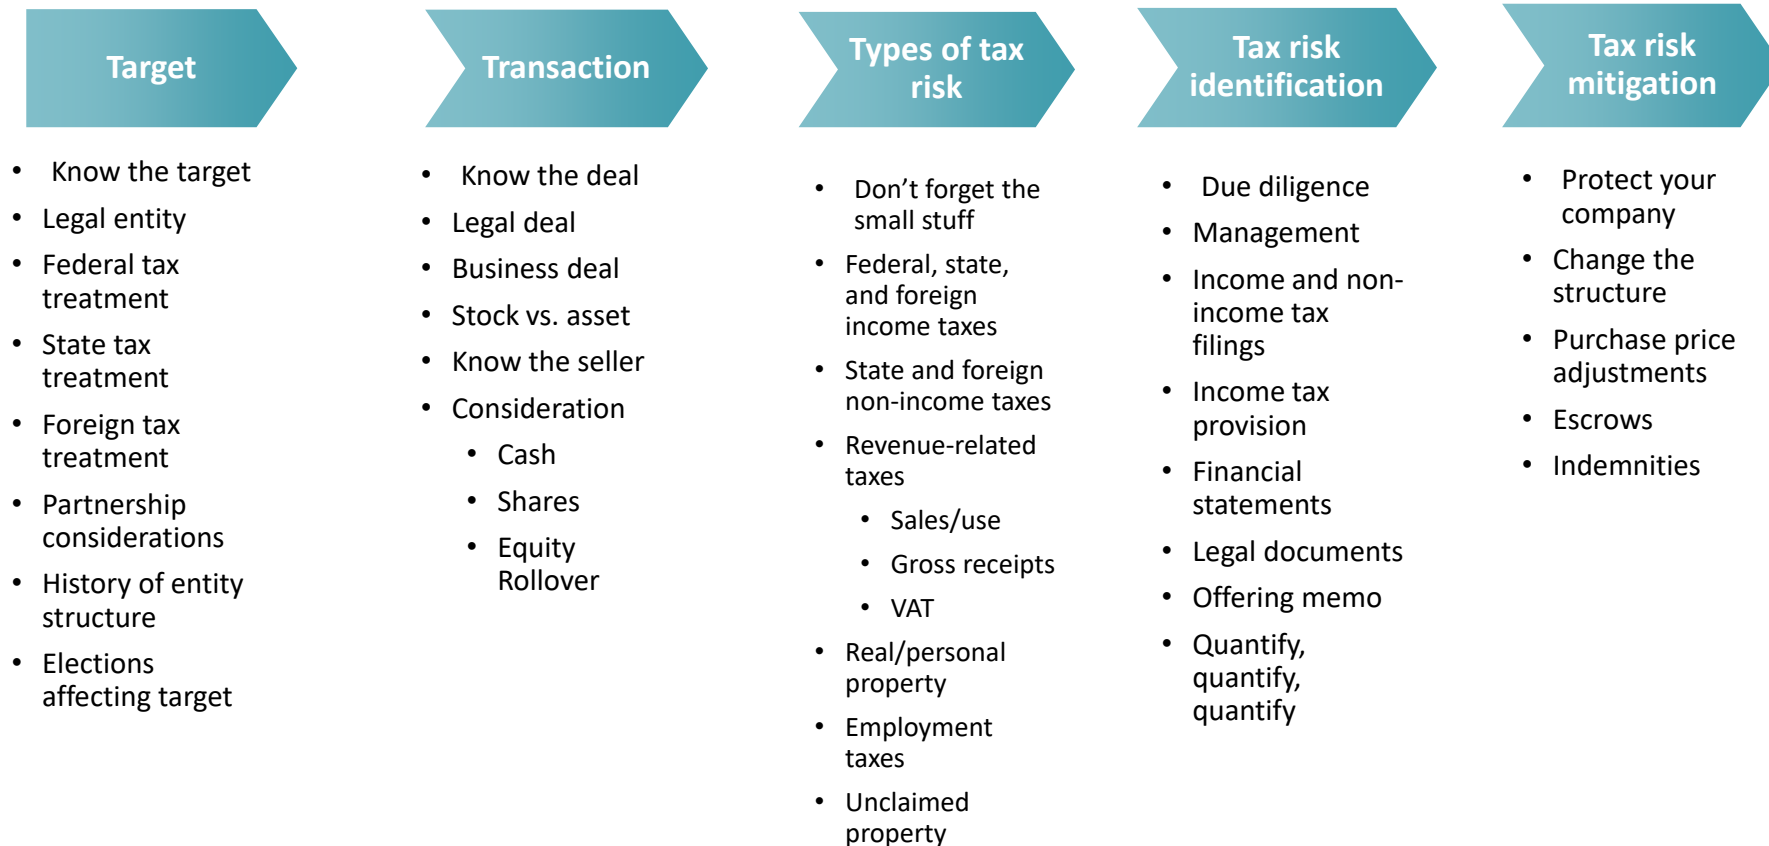 Target
• Know the target
• Legal entity
• Federal tax
treatment
• State tax
treatment
• Foreign tax
treatment
• Partnership
considerations
• History of entity
structure
• Elections
affecting target
Transaction
• Know the deal
• Legal deal
• Business deal
• Stock vs. asset
• Know the seller
• Consideration
• Cash
• Shares
• Equity
Rollover
Types of tax
risk
• Don’t forget the
small stuff
• Federal, state,
and foreign
income taxes
• State and foreign
non-income taxes
• Revenue-related
taxes
• Sales/use
• Gross receipts
• VAT
• Real/personal
property
• Employment
taxes
• Unclaimed
property
Tax risk
identification
• Due diligence
• Management
• Income and non-
income tax
filings
• Income tax
provision
• Financial
statements
• Legal documents
• Offering memo
• Quantify,
quantify,
quantify
Tax risk
mitigation
• Protect your
company
• Change the
structure
• Purchase price
adjustments
• Escrows
• Indemnities